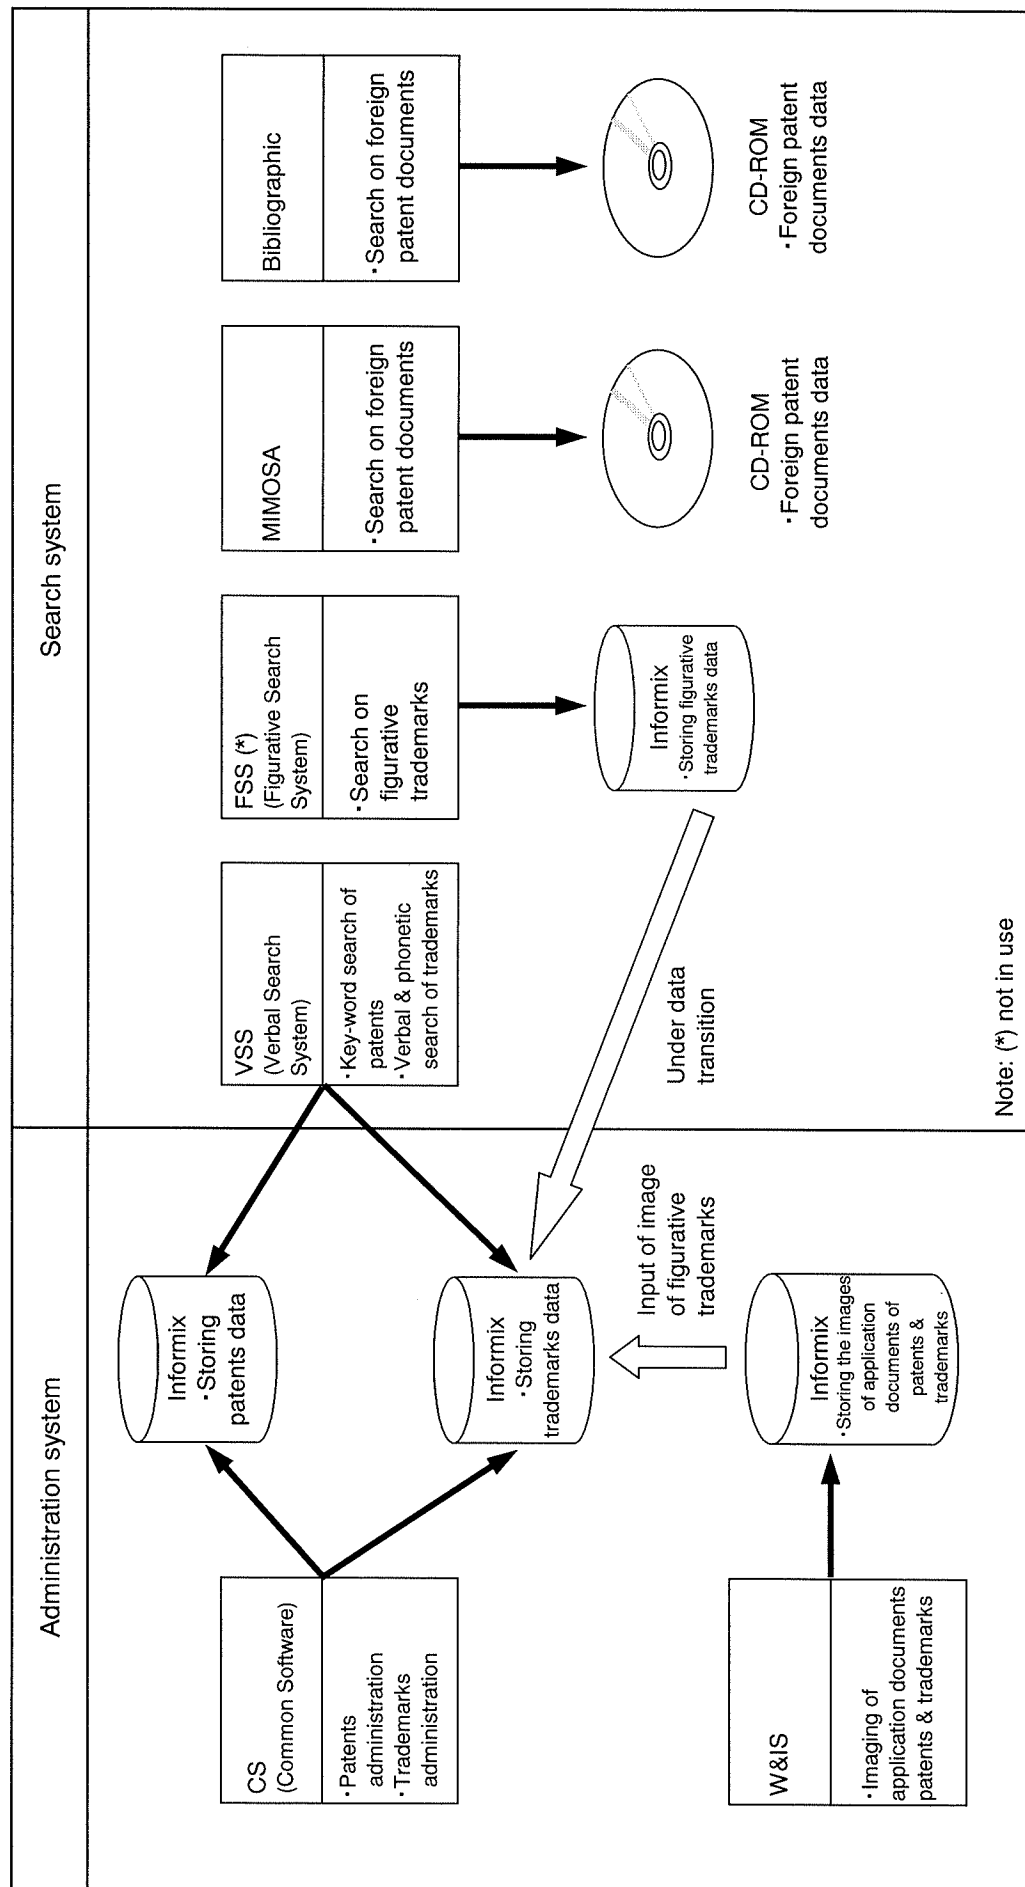 Administration system
Search system
CS
(Common Software)
・Patents
administration
・Trademarks
administration
Informix
・Storing
patents data
Informix
・Storing
trademarks data
W&IS
・Imaging of
application documents
patents & trademarks
Informix
・Storing the images
of application
documents of
patents &
trademarks
Input of image
of figurative
trademarks
VSS
(Verbal Search
System)
・Key-word search of
patents
・Verbal & phonetic
search of trademarks
Under data
transition
FSS (*)
(Figurative Search
System)
・Search on
figurative
trademarks
Informix
・Storing figurative
trademarks data
MIMOSA
・Search on foreign
patent documents
CD-ROM
・Foreign patent
documents data
Bibliographic
・Search on foreign
patent documents
CD-ROM
・Foreign patent
documents data
Note: (*) not in use